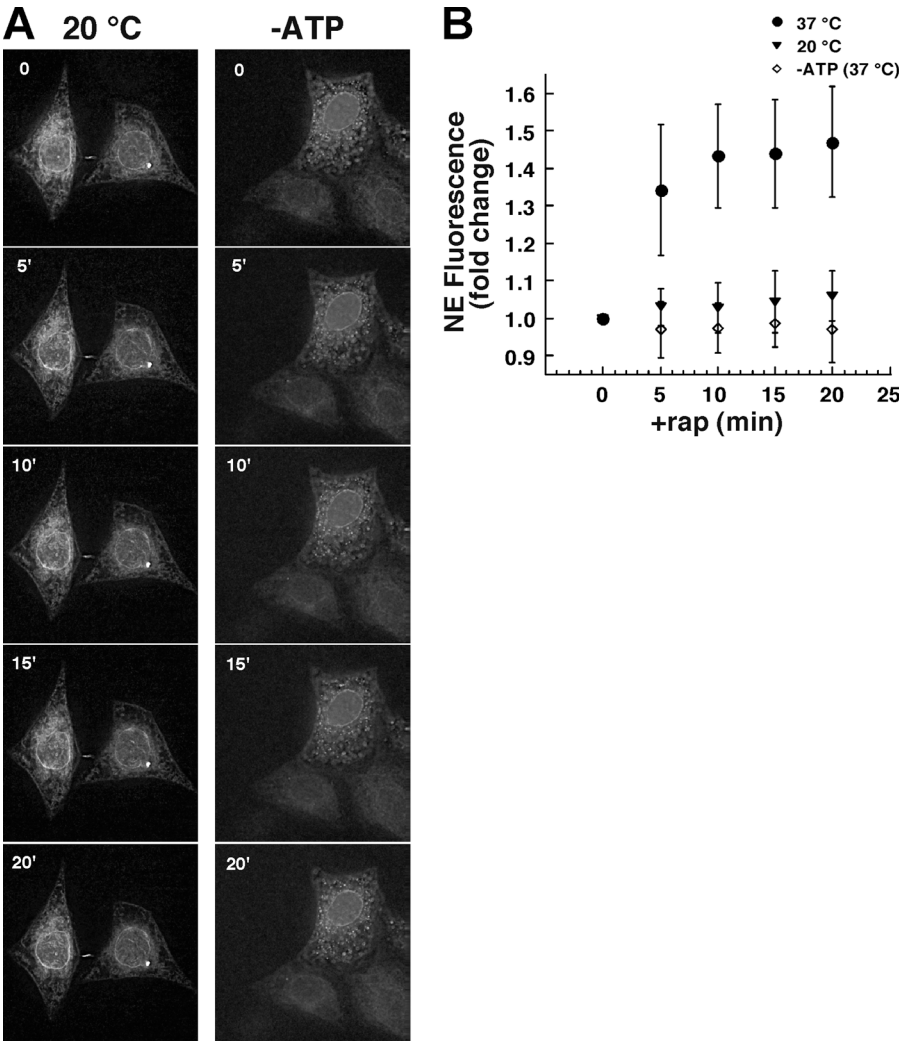 A
20 °C
-ATP
0
0
5'
5'
10'
10'
15'
15'
20'
20'
B
37 °C
20 °C
-ATP (37 °C)
NE Fluorescence
(fold change)
1.6
1.5
1.4
1.3
1.2
1.1
1.0
0.9
0 5 10 15 20 25
+rap (min)